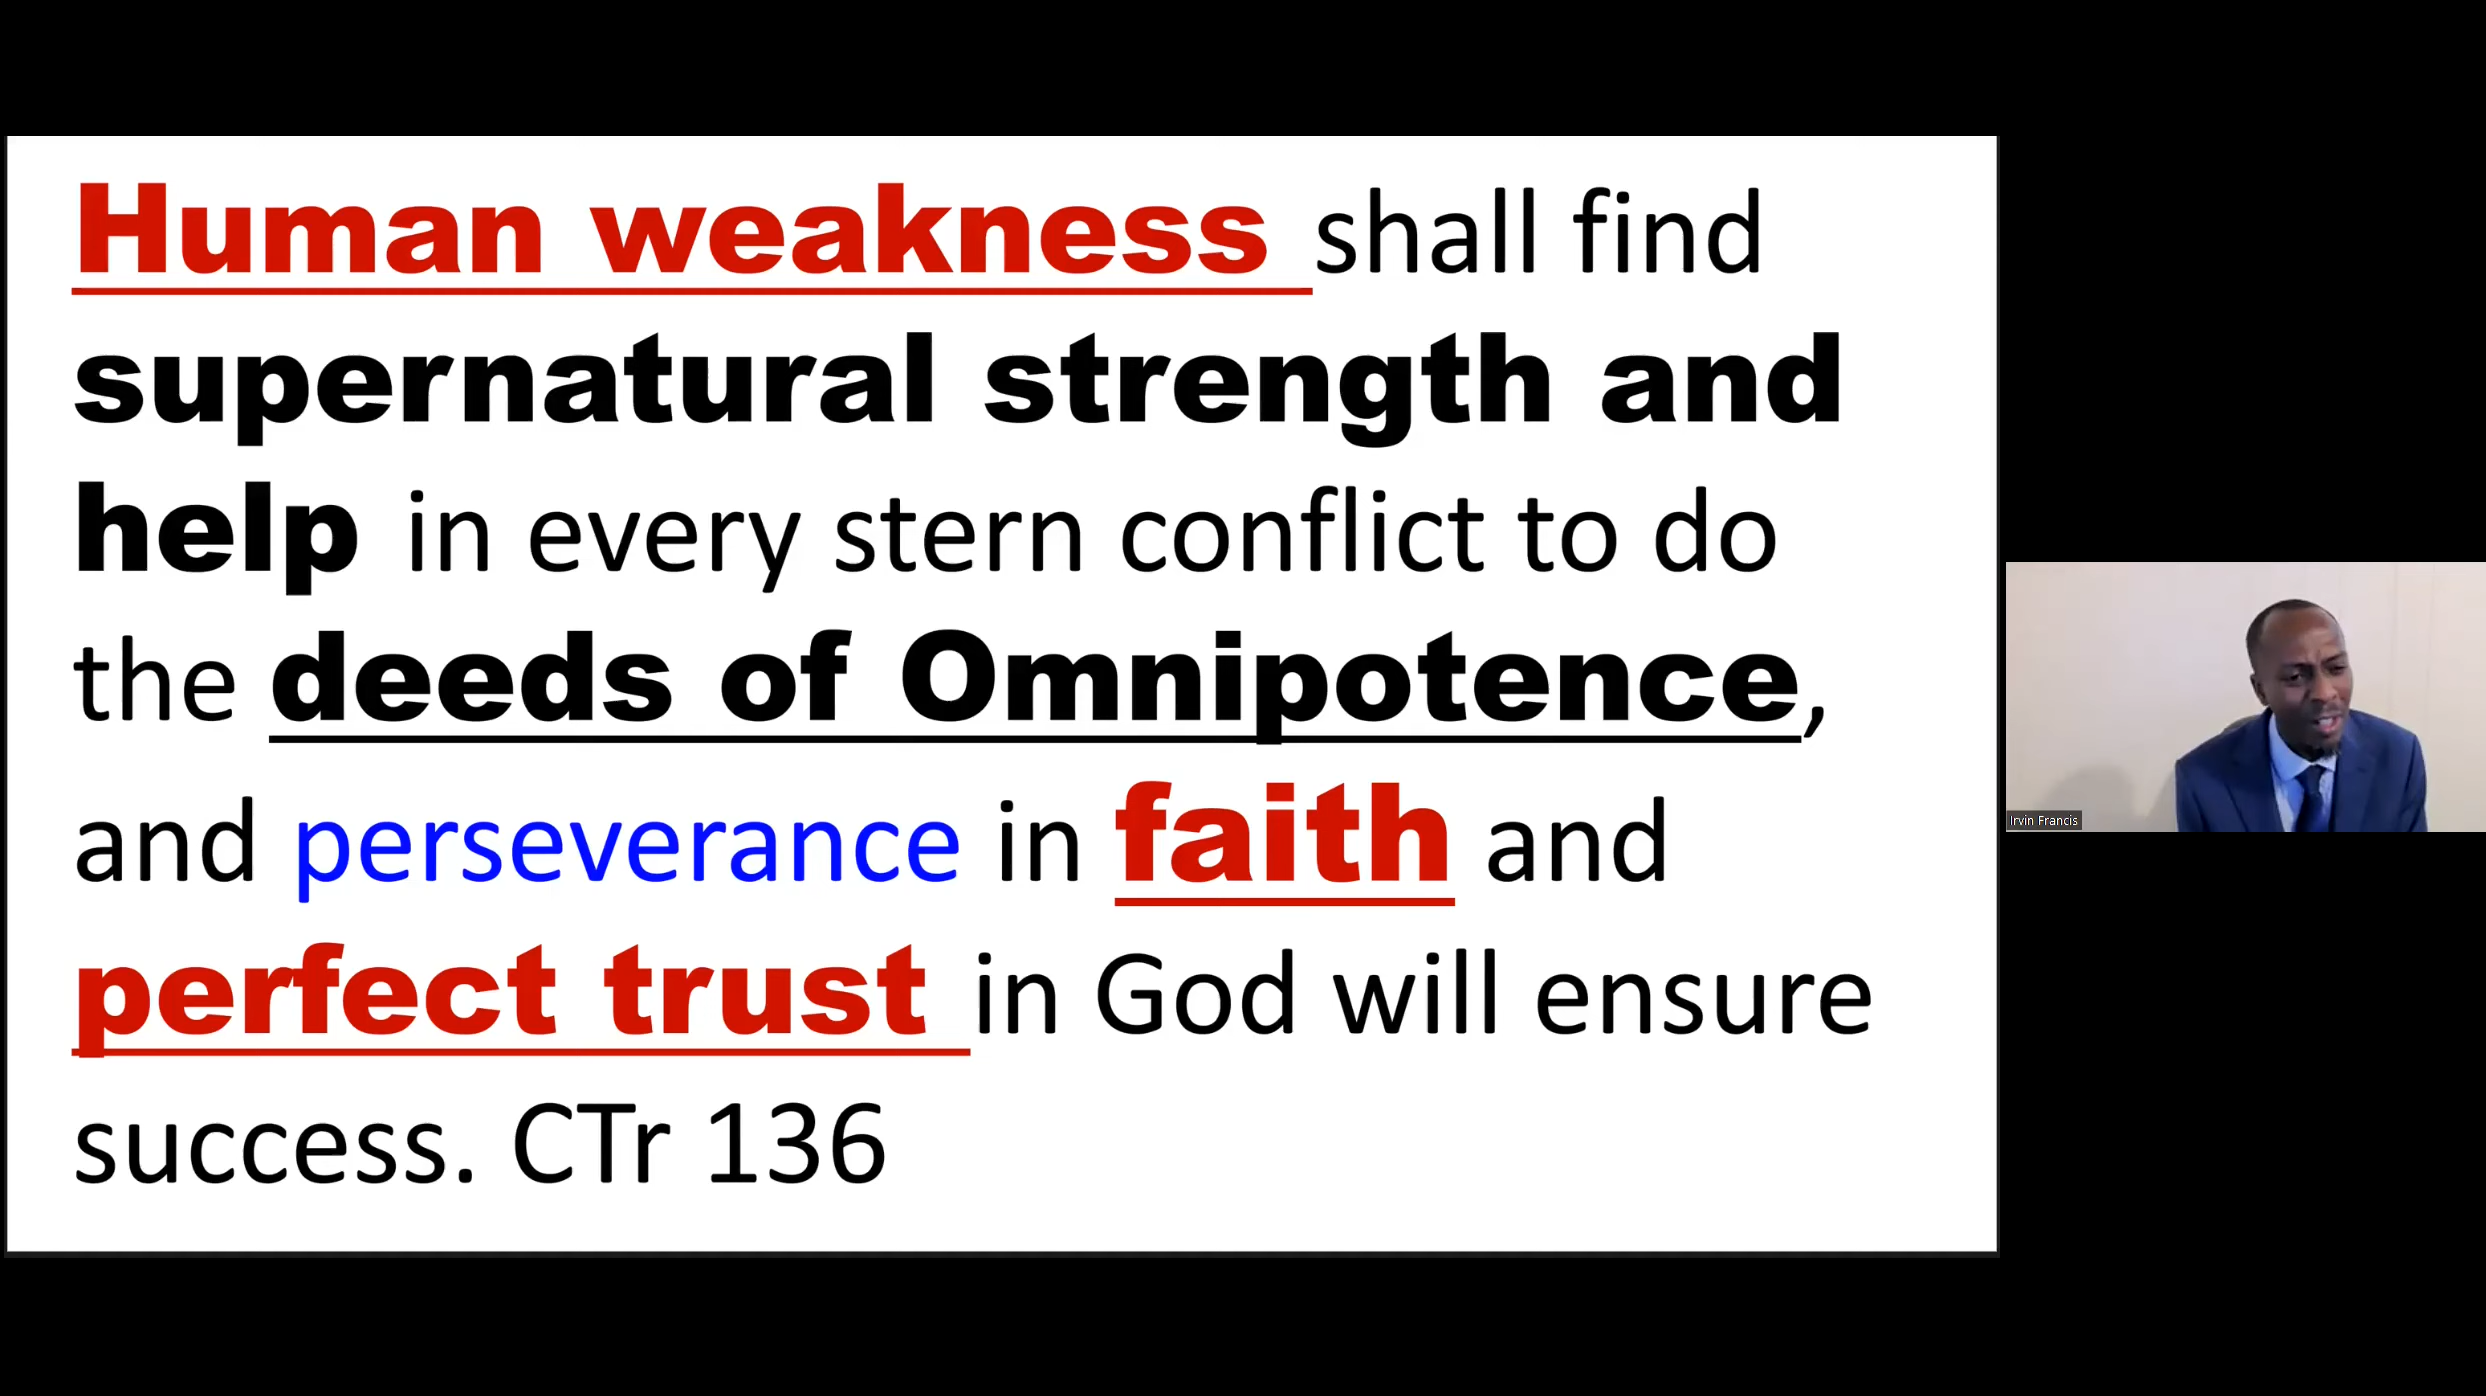 Human weakness shall find
supernatural strength and
help in every stern conflict to do
the deeds of Omnipotence,
and perseverance in faith and
perfect trust in God will ensure
success. CTr 136
Irvin Francis